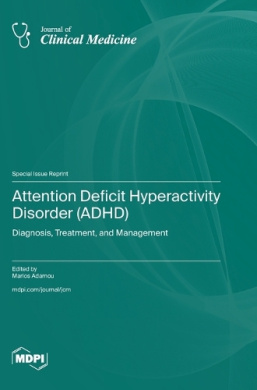 Journal of
Clinical Medicine
Special Issue Reprint
Attention Deficit Hyperactivity
Disorder (ADHD)
Diagnosis, Treatment, and Management
Edited by
Marios Adamou
mdpi.com/journal/jcm
MDPI